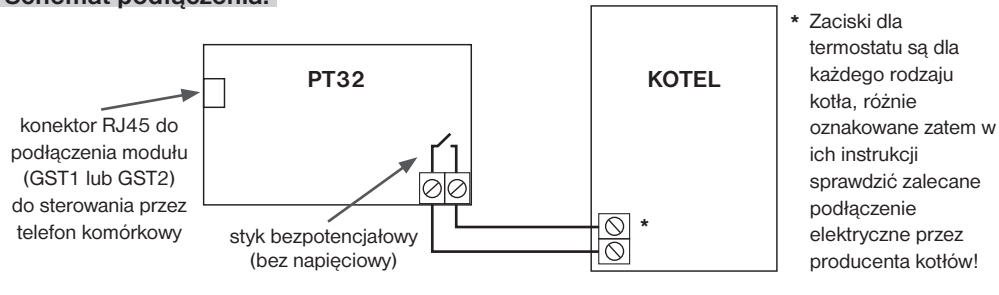 Schemat podłączenia:
PT32
KOTEL
konektor RJ45 do
podłączenia modułu
(GST1 lub GST2)
do sterowania przez
telefon komórkowy
styk bezpotencjałowy
(bez napięciowy)
*
* Zaciski dla
termostatu są dla
każdego rodzaju
kotła, różnie
oznakowane zatem w
ich instrukcji
sprawdzić zalecane
podłączenie
elektryczne przez
producenta kotłów!